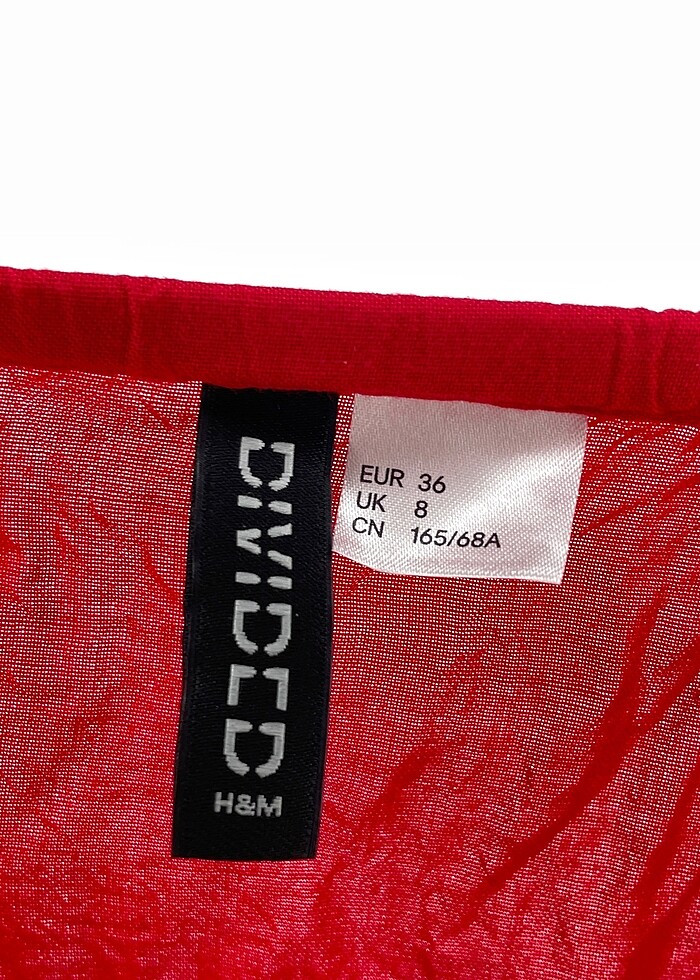 DIVIDED
H&M
EUR 36
UK 8
CN 165/68A